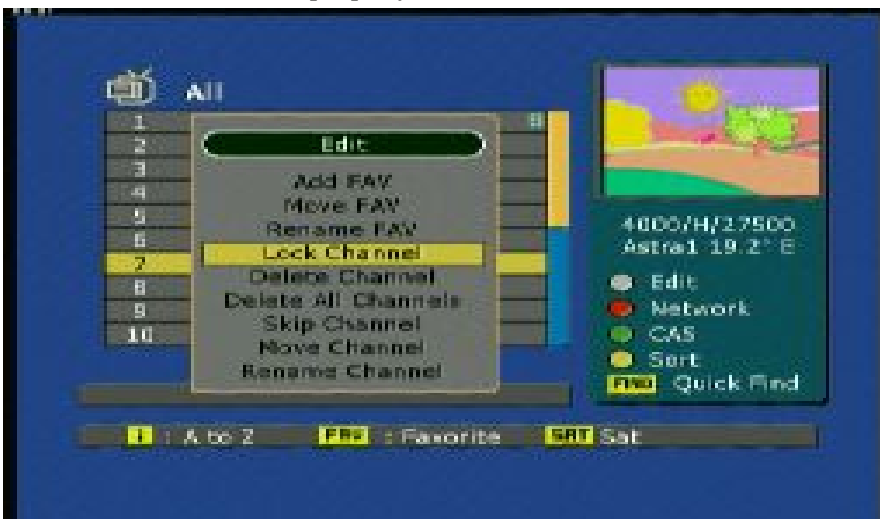 All
1
2
3
4
5
6
7
8
9
10
Edit
Add FAV
Move FAV
Rename FAV
Lock Channel
Delete Channel
Delete All Channels
Skip Channel
Move Channel
Rename Channel
4000/H/27500
Astra1 19.2° E
Edit
Network
CAS
Sort
FIND Quick Find
: A to Z FAV : Favorite SAT Sat